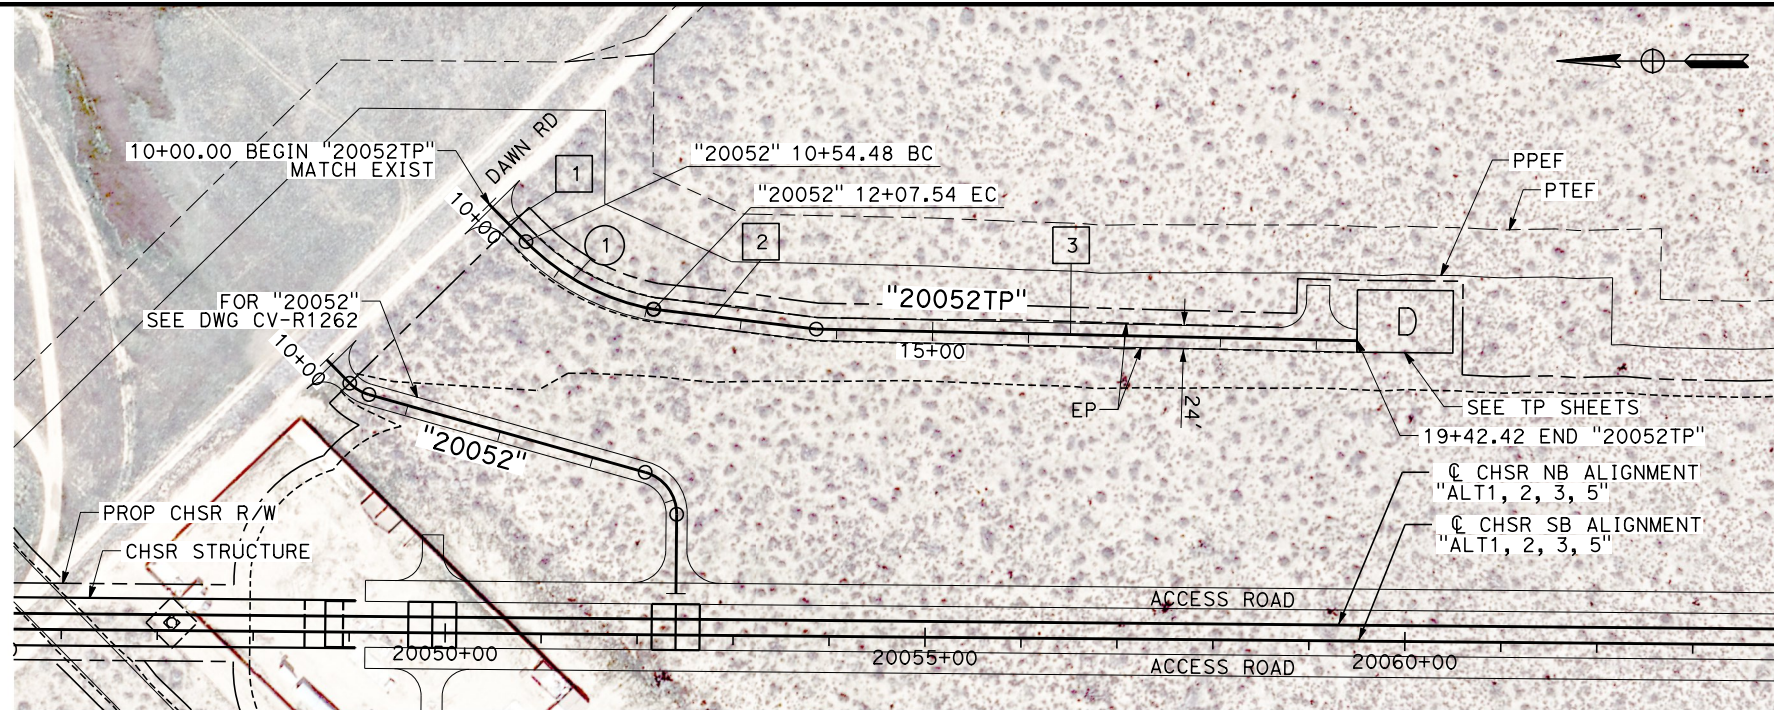 DAWN RD
10+00.00 BEGIN "20052TP"
MATCH EXIST
"20052" 10+54.48 BC
"20052" 12+07.54 EC
PPEF
PTEF
1
10+00
1
2
3
"20052TP"
FOR "20052"
SEE DWG CV-R1262
D
15+00
10+00
EP
24'
SEE TP SHEETS
19+42.42 END "20052TP"
"20052"
℄ CHSR NB ALIGNMENT
"ALT1, 2, 3, 5"
PROP CHSR R/W
℄ CHSR SB ALIGNMENT
"ALT1, 2, 3, 5"
CHSR STRUCTURE
ACCESS ROAD
20050+00
20055+00
20060+00
ACCESS ROAD